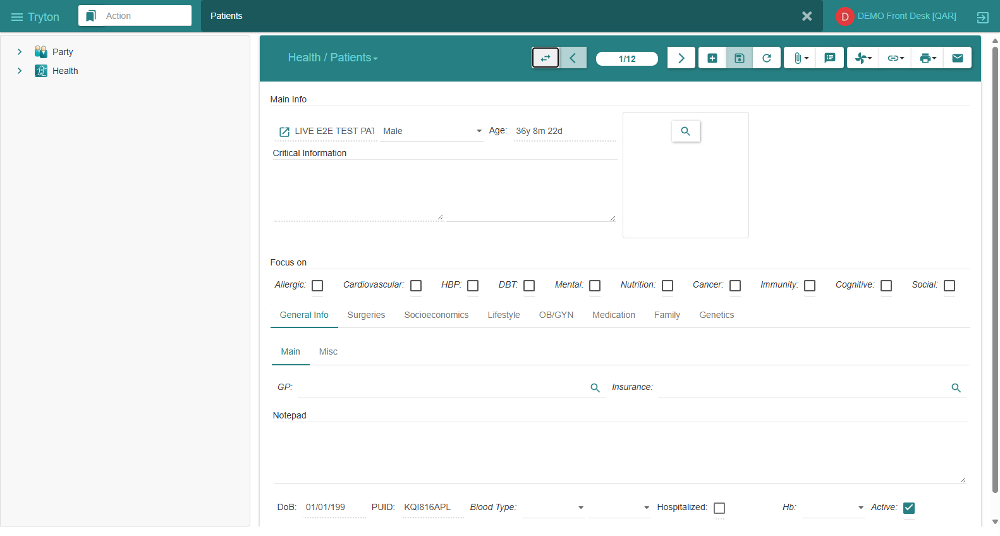 Tryton
Action
Patients
D
DEMO Front Desk [QAR]
Party
Health
Health / Patients
1/12
Main Info
LIVE E2E TEST PAT
Male
Age:
36y 8m 22d
Critical Information
Focus on
Allergic:
Cardiovascular:
HBP:
DBT:
Mental:
Nutrition:
Cancer:
Immunity:
Cognitive:
Social:
General Info
Surgeries
Socioeconomics
Lifestyle
OB/GYN
Medication
Family
Genetics
Main
Misc
GP:
Insurance:
Notepad
DoB:
01/01/199
PUID:
KQI816APL
Blood Type:
Hospitalized:
Hb:
Active: